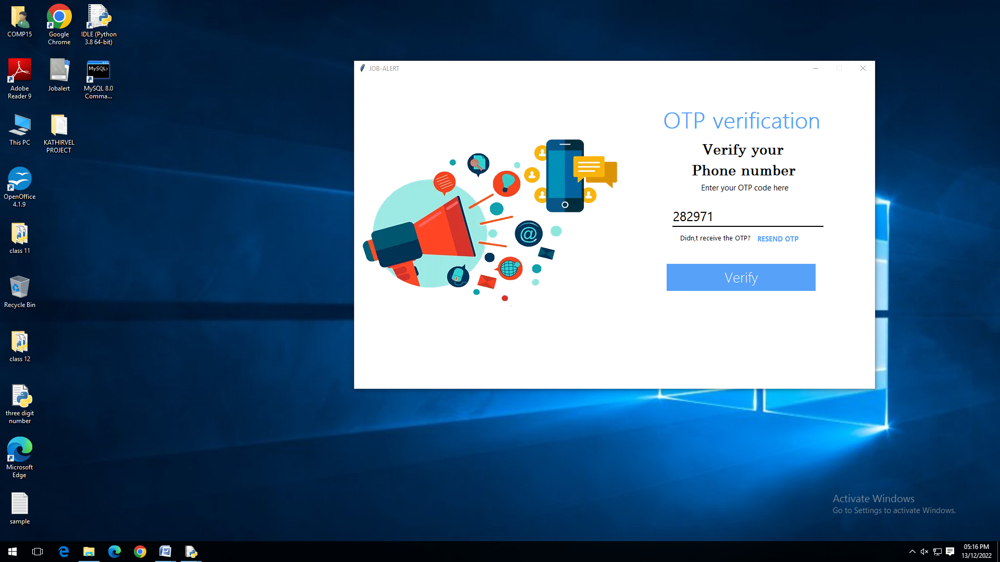 COMP15
Google
Chrome
IDLE (Python
3.8 64-bit)
Adobe
Reader 9
Jobalert
MySQL>
MySQL 8.0
Comma...
This PC
KATHIRVEL
PROJECT
OpenOffice
4.1.9
class 11
Recycle Bin
class 12
three digit
number
Microsoft
Edge
sample
JOB-ALERT
OTP verification
Verify your
Phone number
Enter your OTP code here
282971
Didn,t receive the OTP? RESEND OTP
Verify
@
Activate Windows
Go to Settings to activate Windows.
05:16 PM
13/12/2022